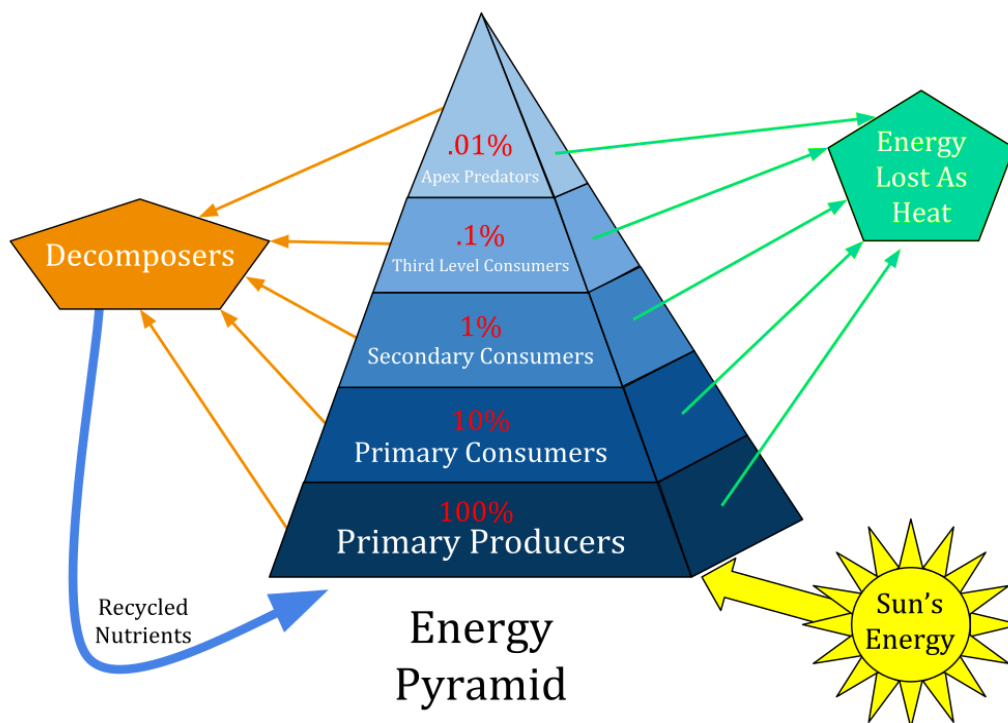 .01%
Apex Predators
Energy
Lost As
Heat
Decomposers
.1%
Third Level Consumers
1%
Secondary Consumers
10%
Primary Consumers
100%
Primary Producers
Recycled
Nutrients
Sun's
Energy
Energy
Pyramid